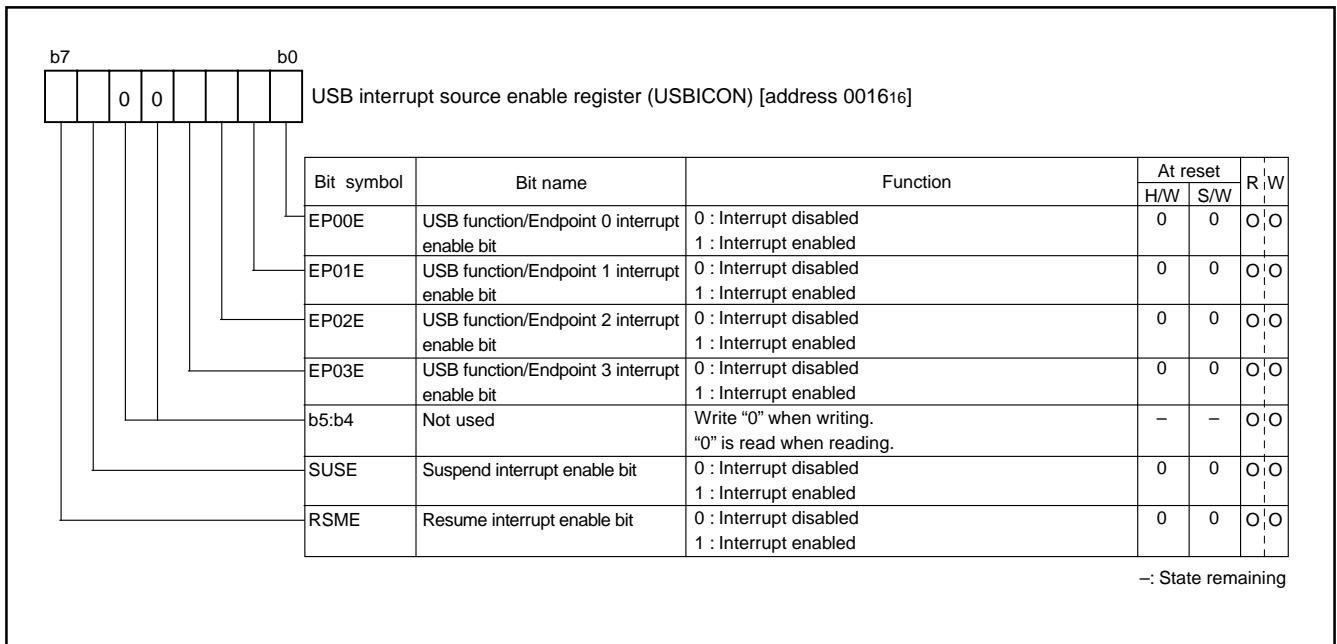 b7 b0
0 0 USB interrupt source enable register (USBICON) [address 0016₁₆]
Bit symbol Bit name Function At reset R W
H/W S/W
EP00E USB function/Endpoint 0 interrupt 0 : Interrupt disabled 0 0 O O
enable bit 1 : Interrupt enabled
EP01E USB function/Endpoint 1 interrupt 0 : Interrupt disabled 0 0 O O
enable bit 1 : Interrupt enabled
EP02E USB function/Endpoint 2 interrupt 0 : Interrupt disabled 0 0 O O
enable bit 1 : Interrupt enabled
EP03E USB function/Endpoint 3 interrupt 0 : Interrupt disabled 0 0 O O
enable bit 1 : Interrupt enabled
b5:b4 Not used Write “0” when writing. – – O O
“0” is read when reading.
SUSE Suspend interrupt enable bit 0 : Interrupt disabled 0 0 O O
1 : Interrupt enabled
RSME Resume interrupt enable bit 0 : Interrupt disabled 0 0 O O
1 : Interrupt enabled
–: State remaining